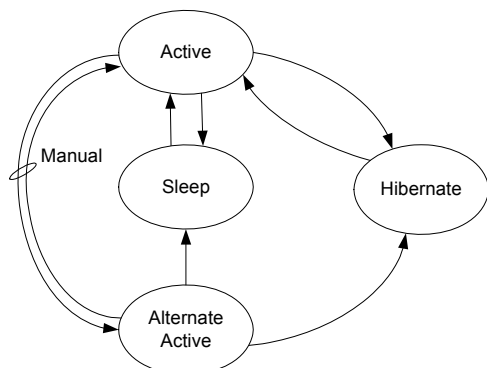 Active
Manual
Sleep
Hibernate
Alternate
Active